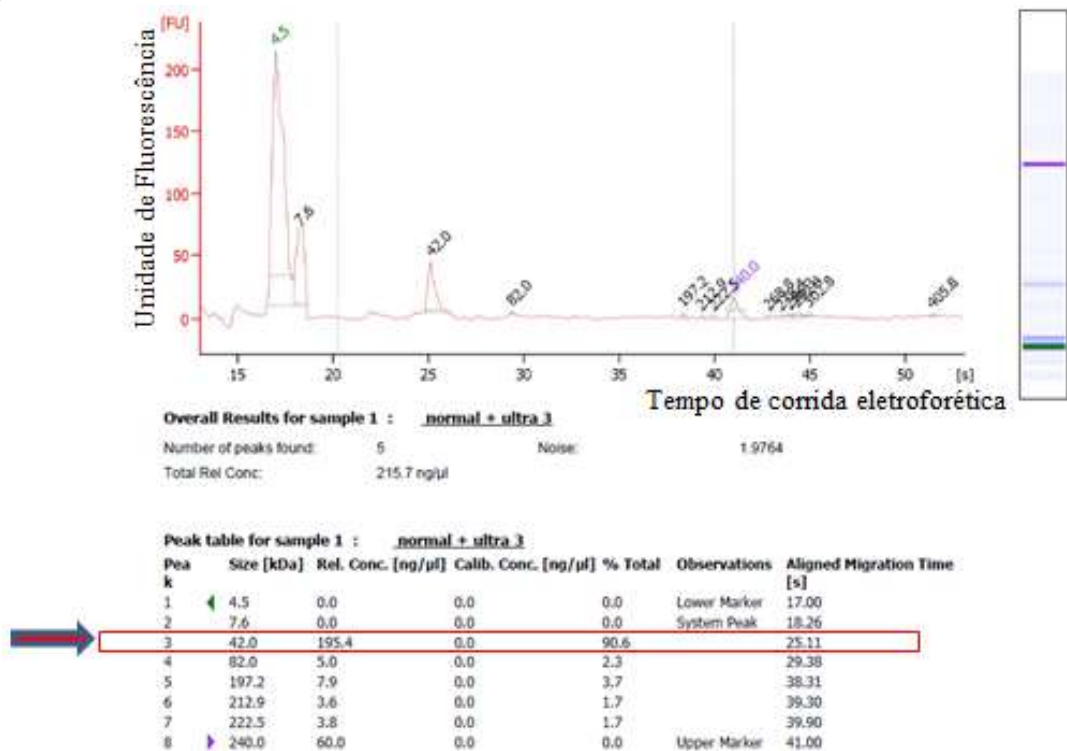 [FU]
Unidade de Fluorescência
200
150
100
50
0
4,5
7,6
42,0
82,0
197,2
212,9
222,5
268,8
302,8
405,8
15 20 25 30 35 40 45 50 [s]
Tempo de corrida eletroforética
Overall Results for sample 1 : normal + ultra 3
Number of peaks found: 5 Noise: 1.9764
Total Rel Conc: 215.7 ng/µl
Peak table for sample 1 : normal + ultra 3
Pea Size [kDa] Rel. Conc. [ng/µl] Calib. Conc. [ng/µl] % Total Observations Aligned Migration Time
k [s]
1 4.5 0.0 0.0 0.0 Lower Marker 17.00
2 7.6 0.0 0.0 0.0 System Peak 18.26
3 42.0 195.4 0.0 90.6 25.11
4 82.0 5.0 0.0 2.3 29.38
5 197.2 7.9 0.0 3.7 38.31
6 212.9 3.6 0.0 1.7 39.30
7 222.5 3.8 0.0 1.7 39.90
8 240.0 60.0 0.0 0.0 Upper Marker 41.00